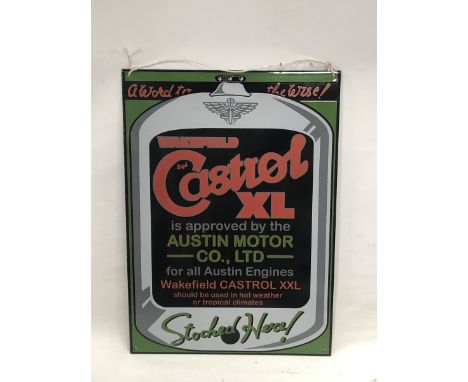 A Word to the Wise!
WAKEFIELD
Castrol
XL
is approved by the
AUSTIN MOTOR
CO., LTD
for all Austin Engines
Wakefield CASTROL XXL
should be used in hot weather
or tropical climates
Stocked Here!